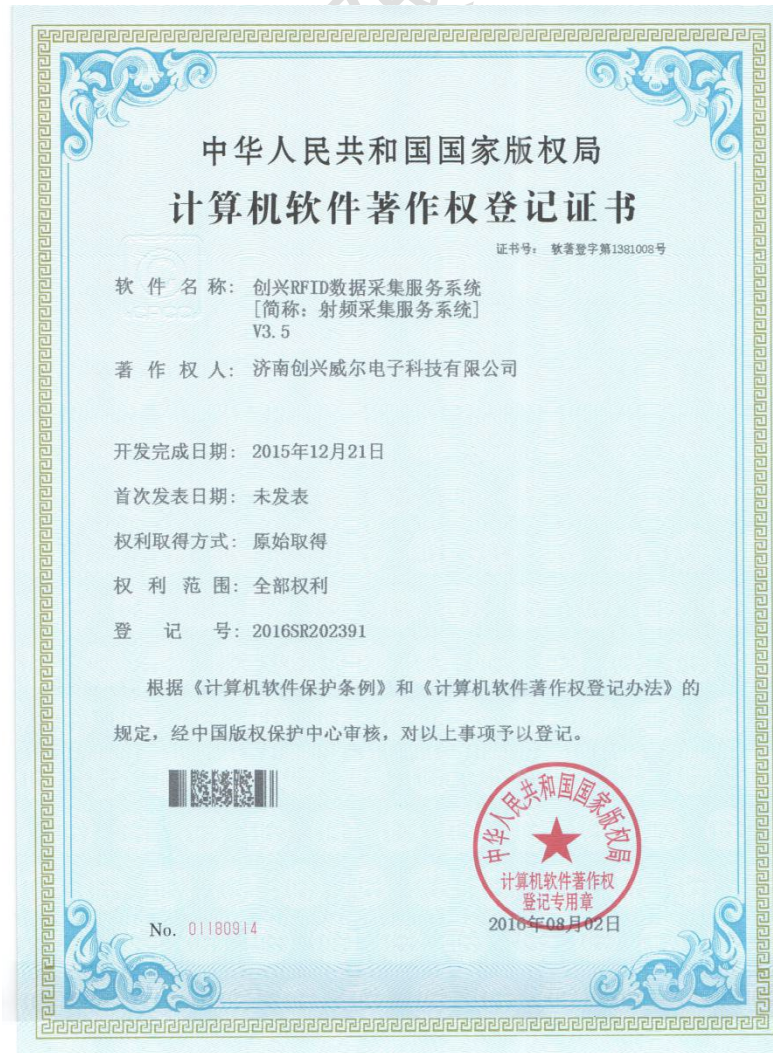 中华人民共和国国家版权局
计算机软件著作权登记证书
证书号： 软著登字第1381008号
软件名称： 创兴RFID数据采集服务系统
[简称：射频采集服务系统]
V3.5
著作权人： 济南创兴威尔电子科技有限公司
开发完成日期： 2015年12月21日
首次发表日期： 未发表
权利取得方式： 原始取得
权利范围： 全部权利
登记号： 2016SR202391
根据《计算机软件保护条例》和《计算机软件著作权登记办法》的
规定，经中国版权保护中心审核，对以上事项予以登记。
中华人民共和国国家版权局
计算机软件著作权
登记专用章
No. 01180914
2016年08月02日